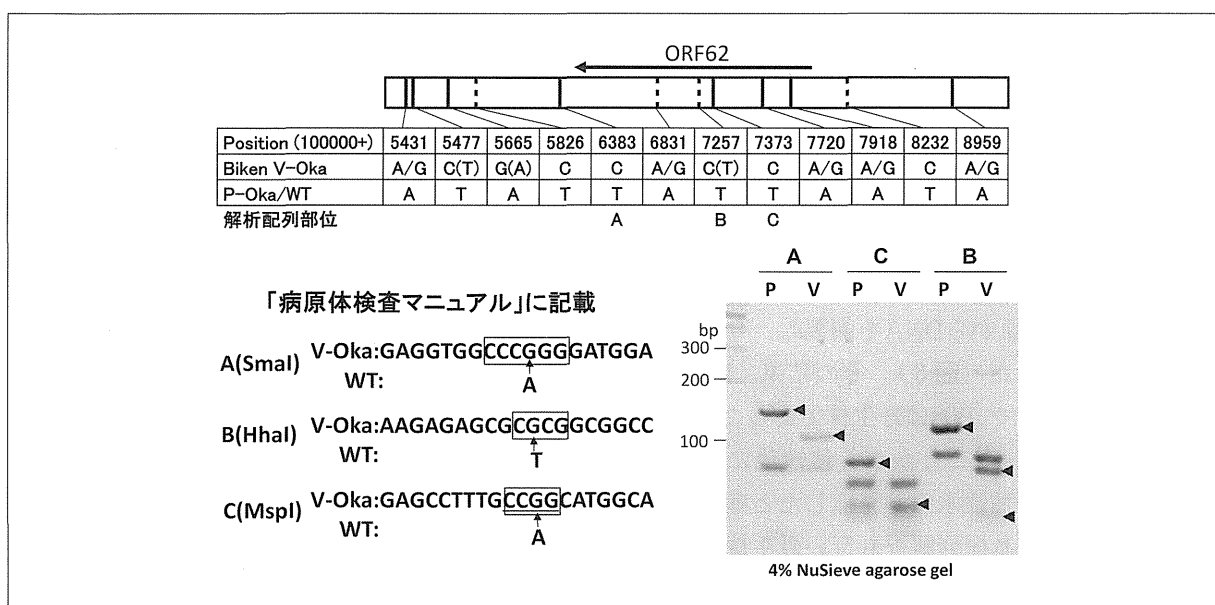 ORF62
Position (100000+) 5431 5477 5665 5826 6383 6831 7257 7373 7720 7918 8232 8959
Biken V-Oka A/G C(T) G(A) C C A/G C(T) C A/G A/G C A/G
P-Oka/WT A T A T T A T T A A T A
解析配列部位 A B C
「病原体検査マニュアル」に記載
A(SmaI) V-Oka:GAGGTGGCCCGGGGATGGA
WT: A
B(HhaI) V-Oka:AAGAGAGCGCGCGGCGGCC
WT: T
C(MspI) V-Oka:GAGCCTTTGCCGGCATGGCA
WT: A
A C B
P V P V P V
bp
300
200
100
4% NuSieve agarose gel